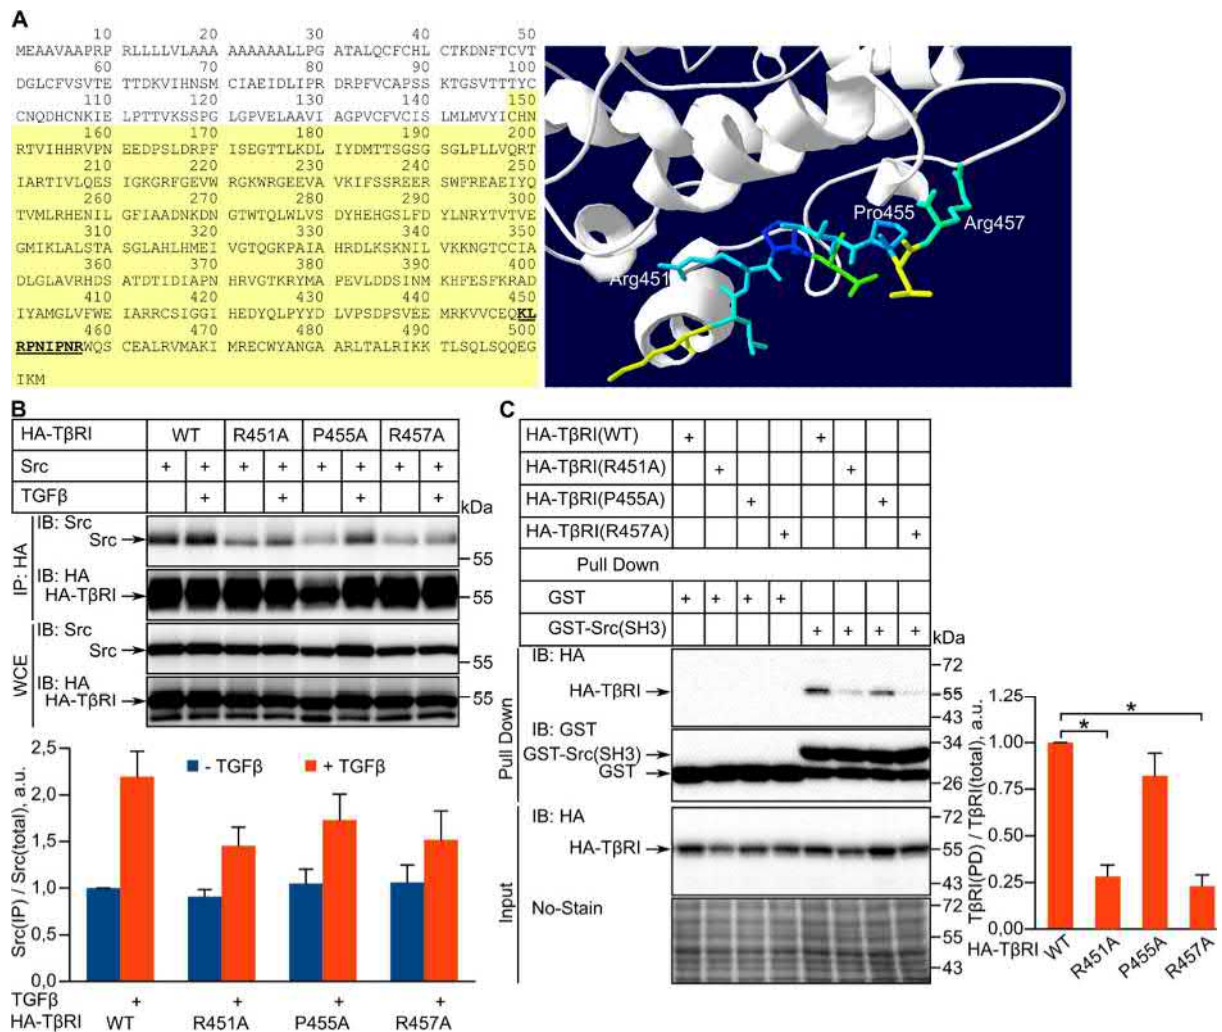 A
10 20 30 40 50
MEAAVAAPRP RLLLLVLAAA AAAAAALLPG ATALQCFCHL CTKDNFTCVT
60 70 80 90 100
DGLCFVSVTE TTDKVIHNSM CIAEIDLIPR DRPFVCAPSSK KTGSVTTTYC
110 120 130 140 150
CNQDHCNKIE LPTTVKSSPG LGPVELAAVI AGPVCFVCIS LMLMVYICHN
160 170 180 190 200
RTVIHHRVPN EEDPSLDRPF ISEGTTLKDL IYDMTTSGSG SGLPLLVQRT
210 220 230 240 250
IARTIVLQES IGKGRFGEVW RGKWRGEEVA VKIFSSREER SWFREAEIYQ
260 270 280 290 300
TVMLRHENIL GFIAADNKDN GTWTQLWLVS DYHEHGSLFD YLNRYTVTVE
310 320 330 340 350
GMIKLALSTA SGLAHLHMEI VGTQGKPAIA HRDLKSKNIL VKKNGTCCIA
360 370 380 390 400
DLGLAVRHDS ATDTIDIAPN HRVGTKRYMA PEVLDDSINM KHFESFKRAD
410 420 430 440 450
IYAMGLVFWE IARRCSIGGI HEDYQLPYYD LVPSDPSVEE MRKVVCEQKL
460 470 480 490 500
RPNIPNRWQS CEALRVMAKI MRECWYANGA ARLTALRIKK TLSQLSQQEG
IKM
Arg451
Pro455
Arg457
B
HA-TβRI WT R451A P455A R457A
Src + + + + + + + +
TGFβ + + + +
kDa
IP: HA
IB: Src
Src
55
IB: HA
HA-TβRI 55
WCE
IB: Src
Src
55
IB: HA
HA-TβRI 55
Src(IP) / Src(total), a.u.
2,5
2,0
1,5
1,0
0,5
0,0
- TGFβ + TGFβ
TGFβ + + + +
HA-TβRI WT R451A P455A R457A
C
HA-TβRI(WT) + +
HA-TβRI(R451A) + +
HA-TβRI(P455A) + +
HA-TβRI(R457A) + +
Pull Down
GST + + + +
GST-Src(SH3) + + + +
kDa
Pull Down
IB: HA
72
HA-TβRI 55
43
IB: GST
GST-Src(SH3) 34
GST
26
Input
IB: HA
72
HA-TβRI 55
43
No-Stain
72
55
43
TβRI(PD) / TβRI(total), a.u.
1.25
1.00
0.75
0.50
0.25
0,00
* *
HA-TβRI WT R451A P455A R457A